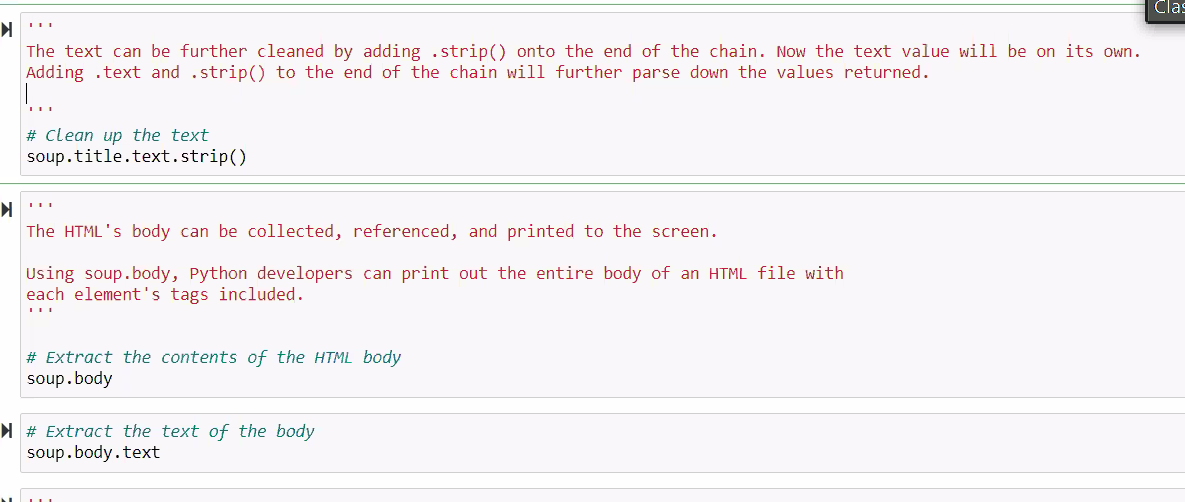 Clas
'''
The text can be further cleaned by adding .strip() onto the end of the chain. Now the text value will be on its own.
Adding .text and .strip() to the end of the chain will further parse down the values returned.
'''
# Clean up the text
soup.title.text.strip()
'''
The HTML's body can be collected, referenced, and printed to the screen.
Using soup.body, Python developers can print out the entire body of an HTML file with
each element's tags included.
'''
# Extract the contents of the HTML body
soup.body
# Extract the text of the body
soup.body.text
'''